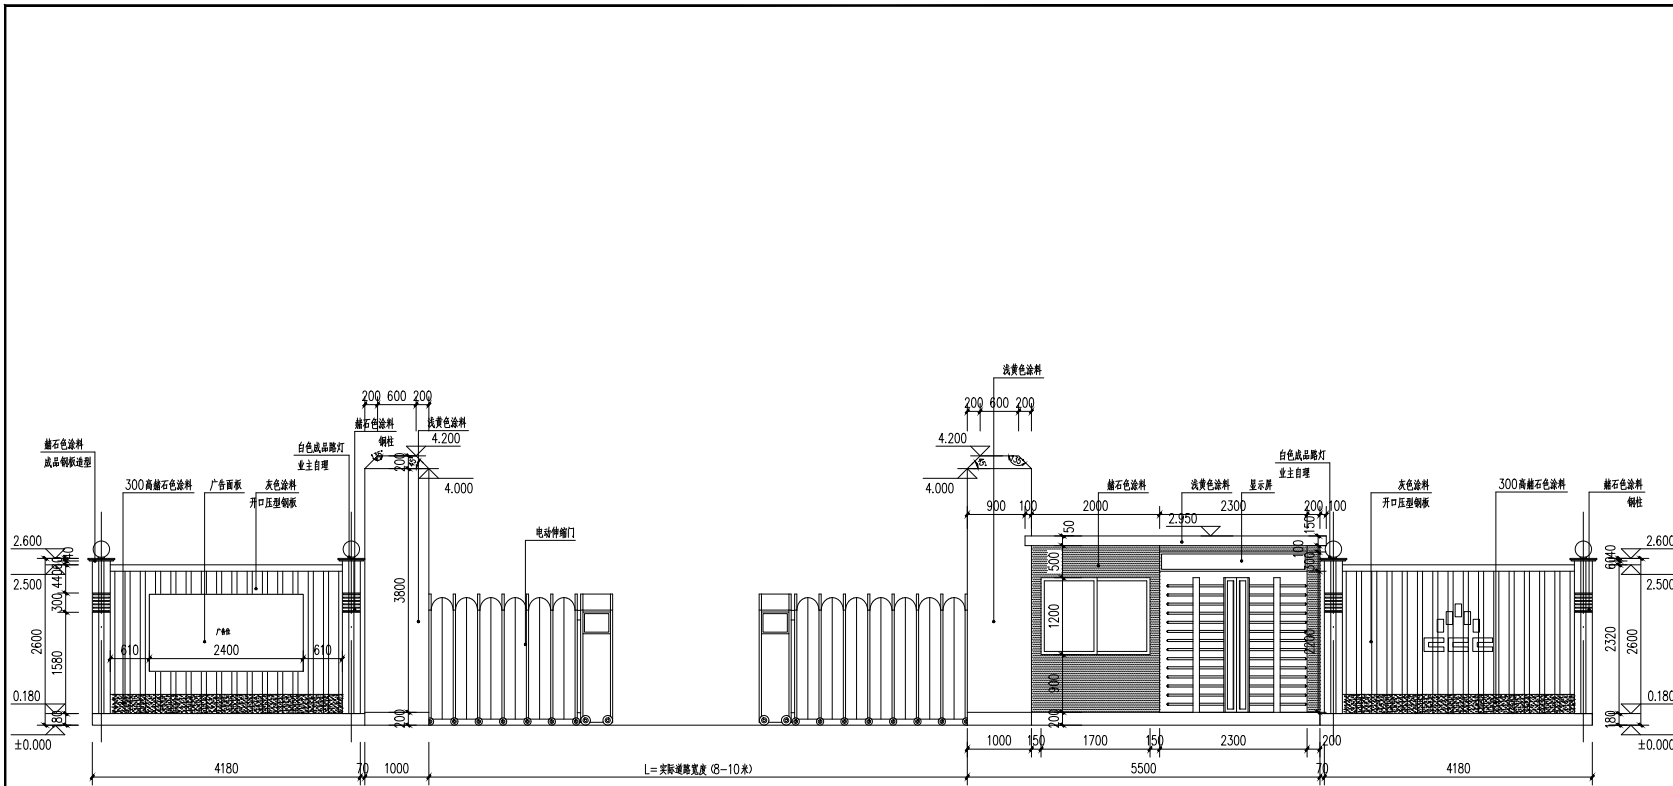 浅黄色涂料
200 600 200
200 600 200
赭石色涂料
钢柱
浅黄色涂料
4.200
4.200
赭石色涂料
成品钢板造型
白色成品路灯
业主自理
白色成品路灯
业主自理
45°
135°
200
4.000
4.000
300高赭石色涂料
广告面板
灰色涂料
开口压型钢板
赭石色涂料
浅黄色涂料
显示屏
灰色涂料
开口压型钢板
300高赭石色涂料
赭石色涂料
钢柱
900 100 2000 2300 200 100
2.950
150
电动伸缩门
2.600
2.500
2.600
2.500
440
300
1580
2600
3800
500
1200
900
300
100
2200
2320
2600
广告位
610 2400 610
0.180
180
±0.000
200
200
0.180
180
±0.000
1000 150 1700 150 2300 200
4180 70 1000 L=实际道路宽度(8-10米) 5500 70 4180